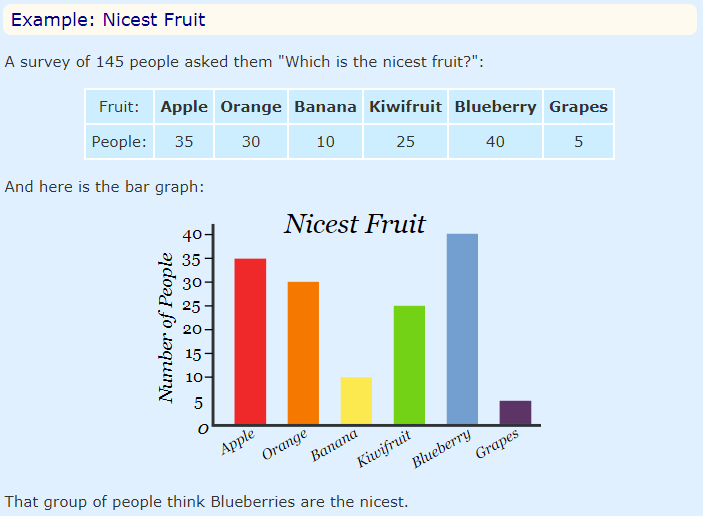 Example: Nicest Fruit
A survey of 145 people asked them "Which is the nicest fruit?":
Fruit: Apple Orange Banana Kiwifruit Blueberry Grapes
People: 35 30 10 25 40 5
And here is the bar graph:
Nicest Fruit
Number of People
40
35
30
25
20
15
10
5
0
Apple Orange Banana Kiwifruit Blueberry Grapes
That group of people think Blueberries are the nicest.